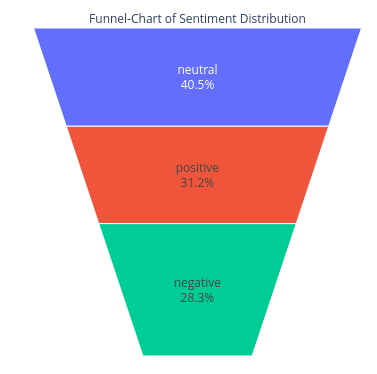 Funnel-Chart of Sentiment Distribution
neutral
40.5%
positive
31.2%
negative
28.3%